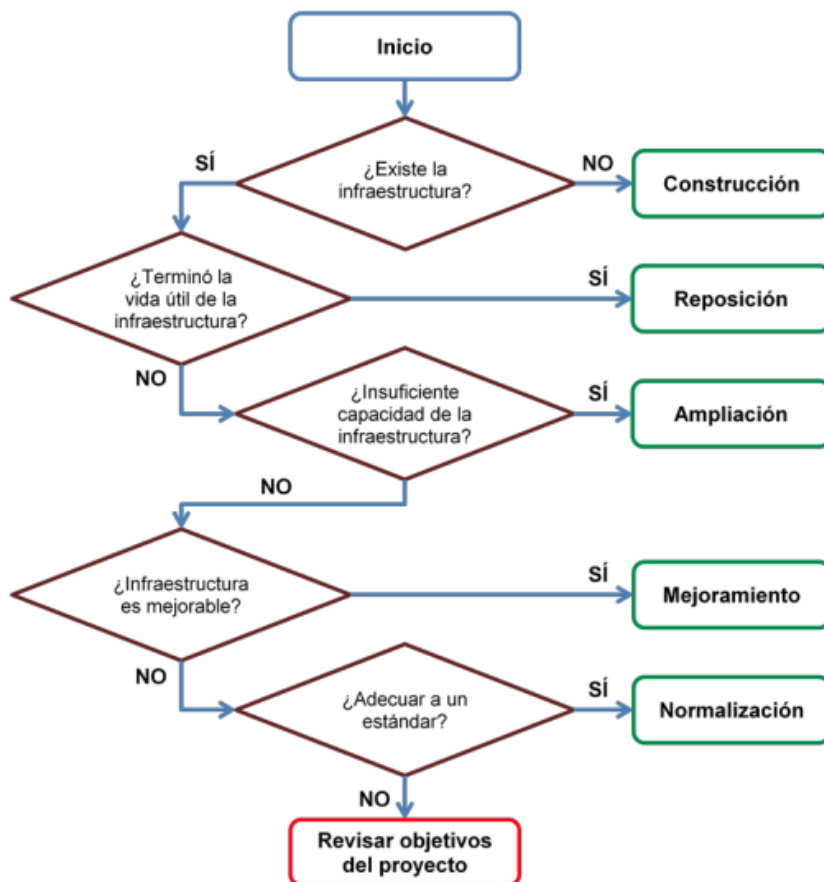 Inicio
¿Existe la
infraestructura?
SÍ
NO
Construcción
¿Terminó la
vida útil de la
infraestructura?
SÍ
Reposición
NO
¿Insuficiente
capacidad de la
infraestructura?
SÍ
Ampliación
NO
¿Infraestructura
es mejorable?
SÍ
Mejoramiento
NO
¿Adecuar a un
estándar?
SÍ
Normalización
NO
Revisar objetivos
del proyecto